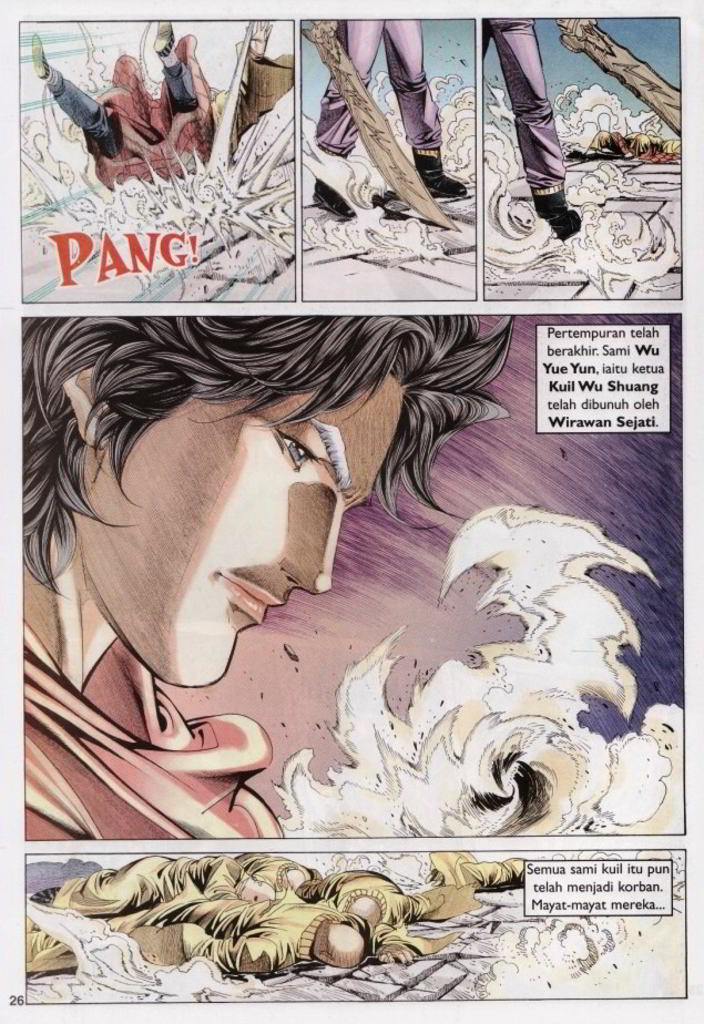 PANG!
Pertempuran telah
berakhir. Sami Wu
Yue Yun, iaitu ketua
Kuil Wu Shuang
telah dibunuh oleh
Wirawan Sejati.
Semua sami kuil itu pun
telah menjadi korban.
Mayat-mayat mereka...
26